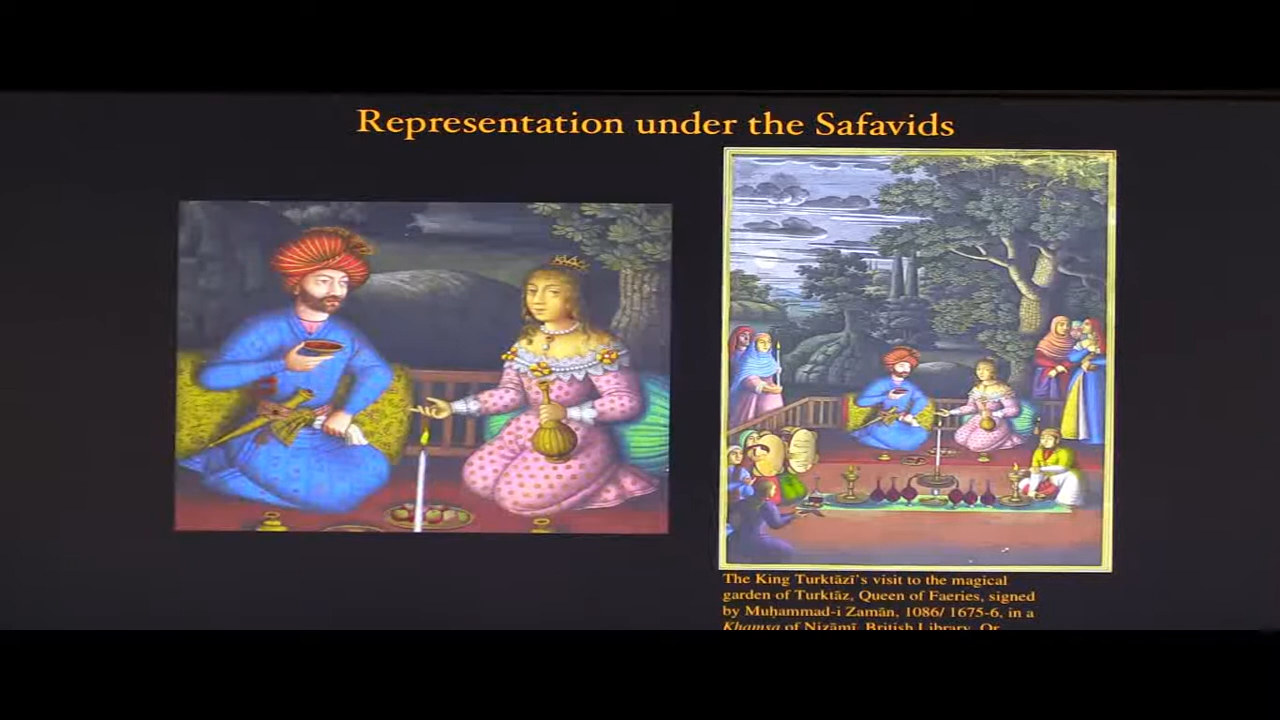 Representation under the Safavids
The King Turktāzī's visit to the magical
garden of Turktāz, Queen of Faeries, signed
by Muḥammad-i Zamān, 1086/ 1675-6, in a
Khamsa of Niẓāmī, British Library, Or.